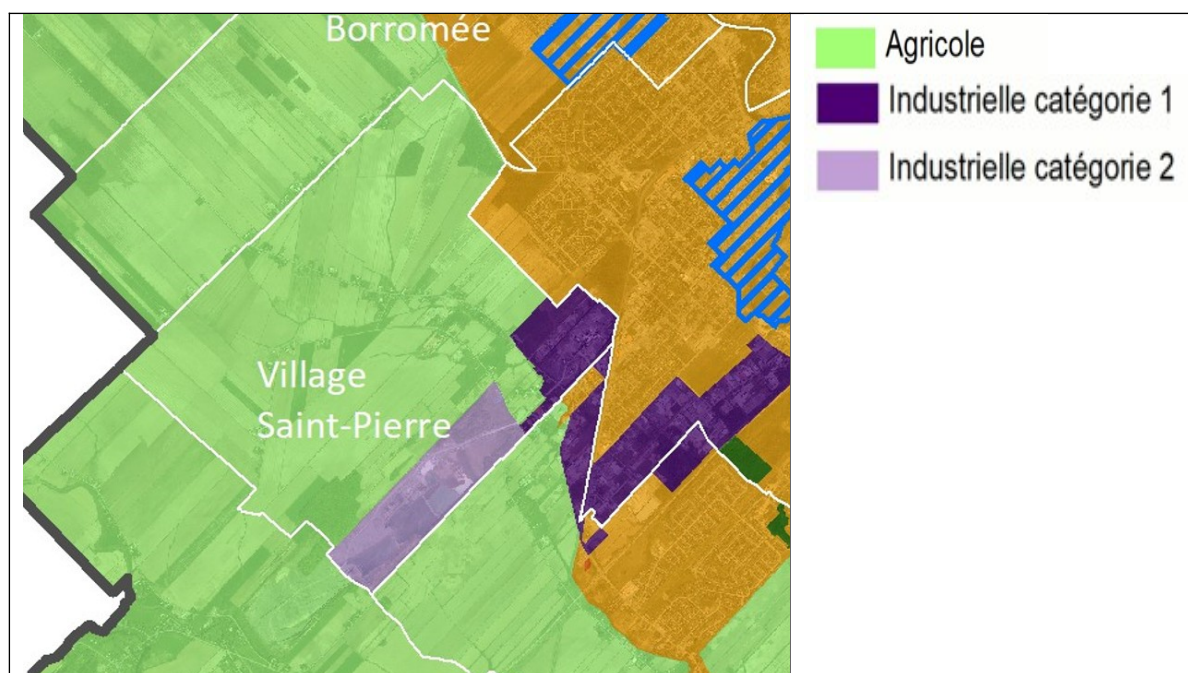 Borromée
Village
Saint-Pierre
Agricole
Industrielle catégorie 1
Industrielle catégorie 2